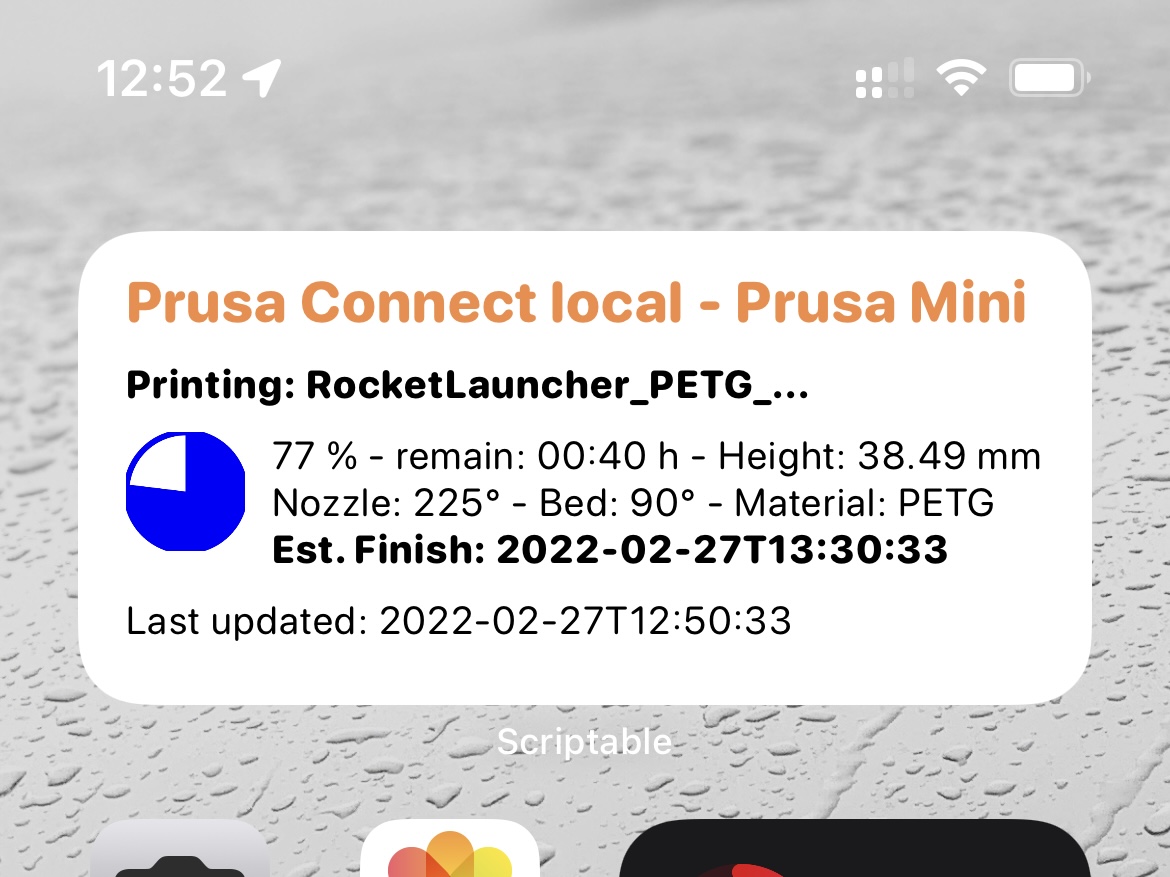 12:52
Prusa Connect local - Prusa Mini
Printing: RocketLauncher_PETG_...
77 % - remain: 00:40 h - Height: 38.49 mm
Nozzle: 225° - Bed: 90° - Material: PETG
Est. Finish: 2022-02-27T13:30:33
Last updated: 2022-02-27T12:50:33
Scriptable